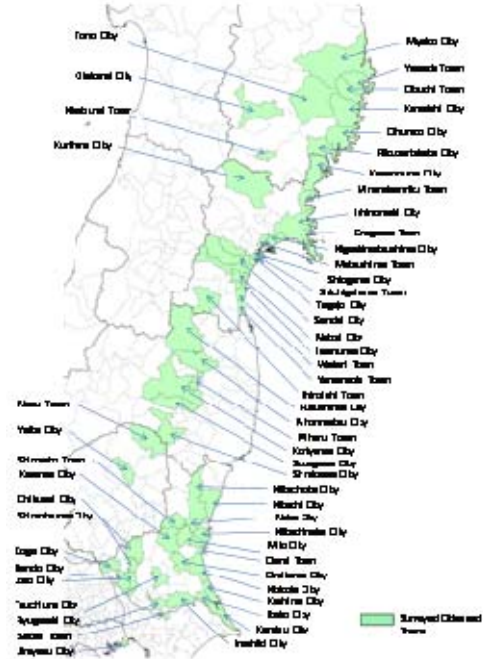 Tono City
Kitakami City
Hiraizumi Town
Kurihara City
Miyako City
Yamada Town
Otsuchi Town
Kamaishi City
Ofunato City
Rikuzentakata City
Kesennuma City
Minamisanriku Town
Ishinomaki City
Onagawa Town
Higashimatsushima City
Matsushima Town
Shiogama City
Shichigahama Town
Tagajo City
Sendai City
Natori City
Iwanuma City
Watari Town
Yamamoto Town
Nihonmatsu City
Miharu Town
Koriyama City
Sukagawa City
Shirakawa City
Nasu Town
Yaita City
Kasama City
Chikusei City
Koga City
Bando City
Joso City
Tsuchiura City
Ryugasaki City
Hitachiota City
Hitachi City
Naka City
Hitachinaka City
Mito City
Oarai Town
Hokota City
Kashima City
Itako City
Kamisu City
Inashiki City
Surveyed Cities and
Towns